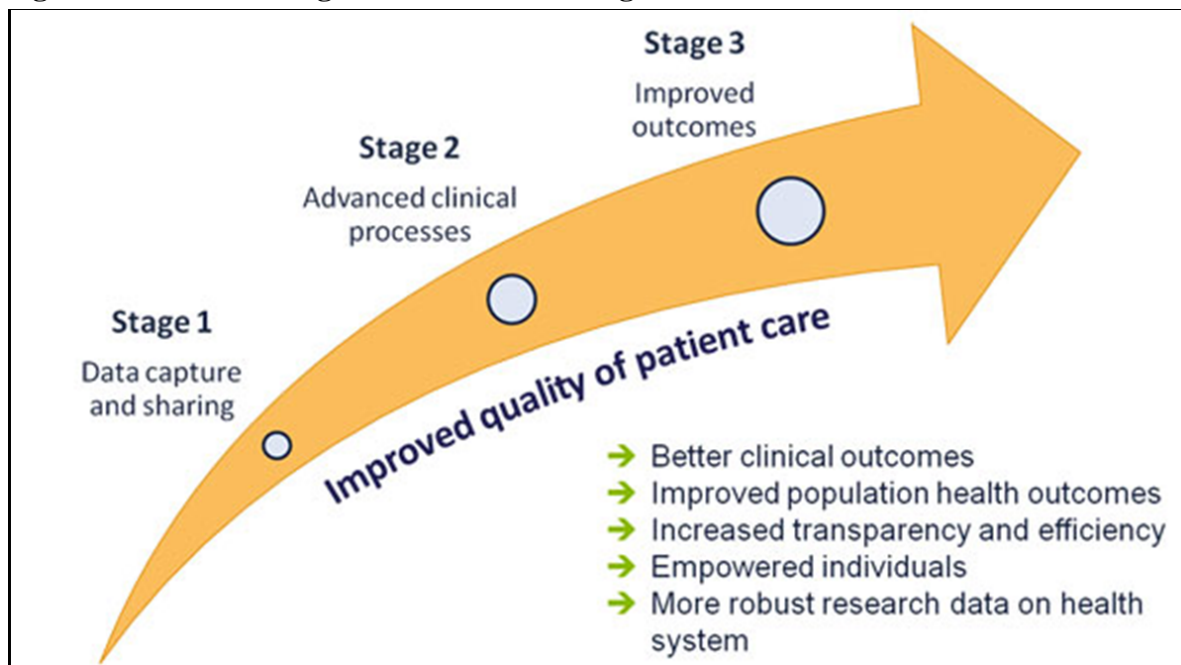 Stage 1
Data capture
and sharing
Stage 2
Advanced clinical
processes
Stage 3
Improved
outcomes
Improved quality of patient care
Better clinical outcomes
Improved population health outcomes
Increased transparency and efficiency
Empowered individuals
More robust research data on health
system